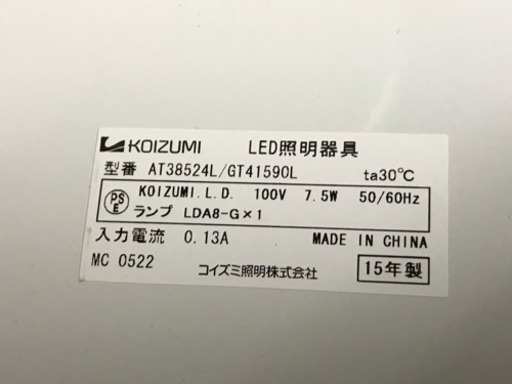 KOIZUMI LED照明器具
型番 AT38524L/GT41590L ta30℃
PSE KOIZUMI.L.D. 100V 7.5W 50/60Hz
ランプ LDA8-G×1
入力電流 0.13A MADE IN CHINA
MC 0522 コイズミ照明株式会社 15年製